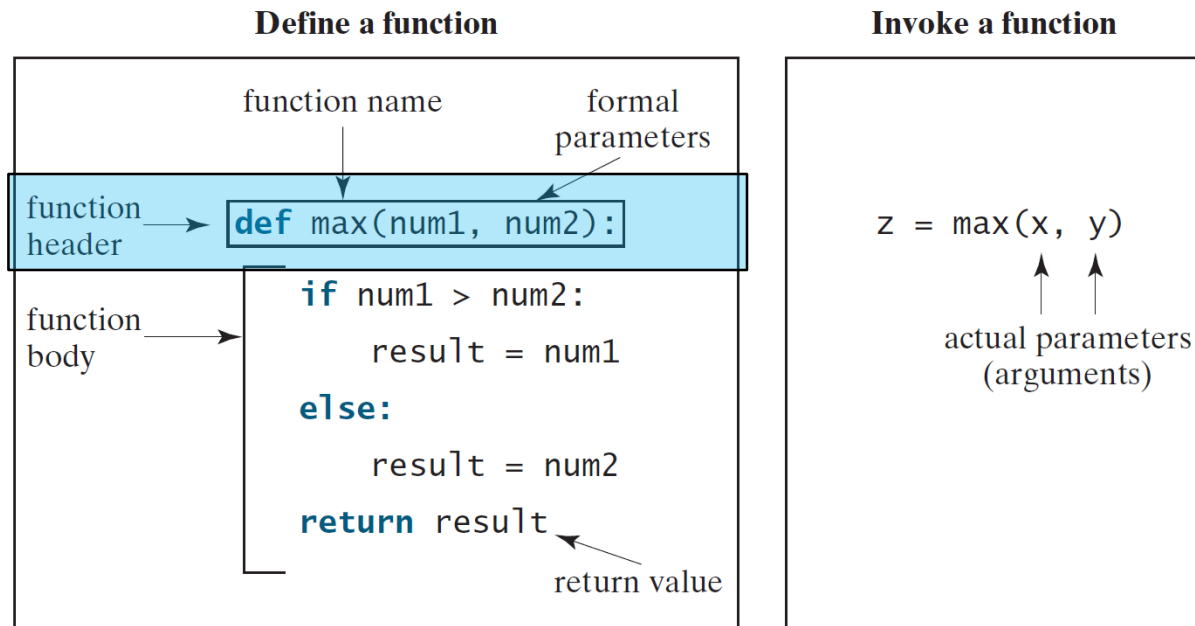 Define a function
function name
formal
parameters
function
header
def max(num1, num2):
function
body
if num1 > num2:
result = num1
else:
result = num2
return result
return value
Invoke a function
z = max(x, y)
actual parameters
(arguments)